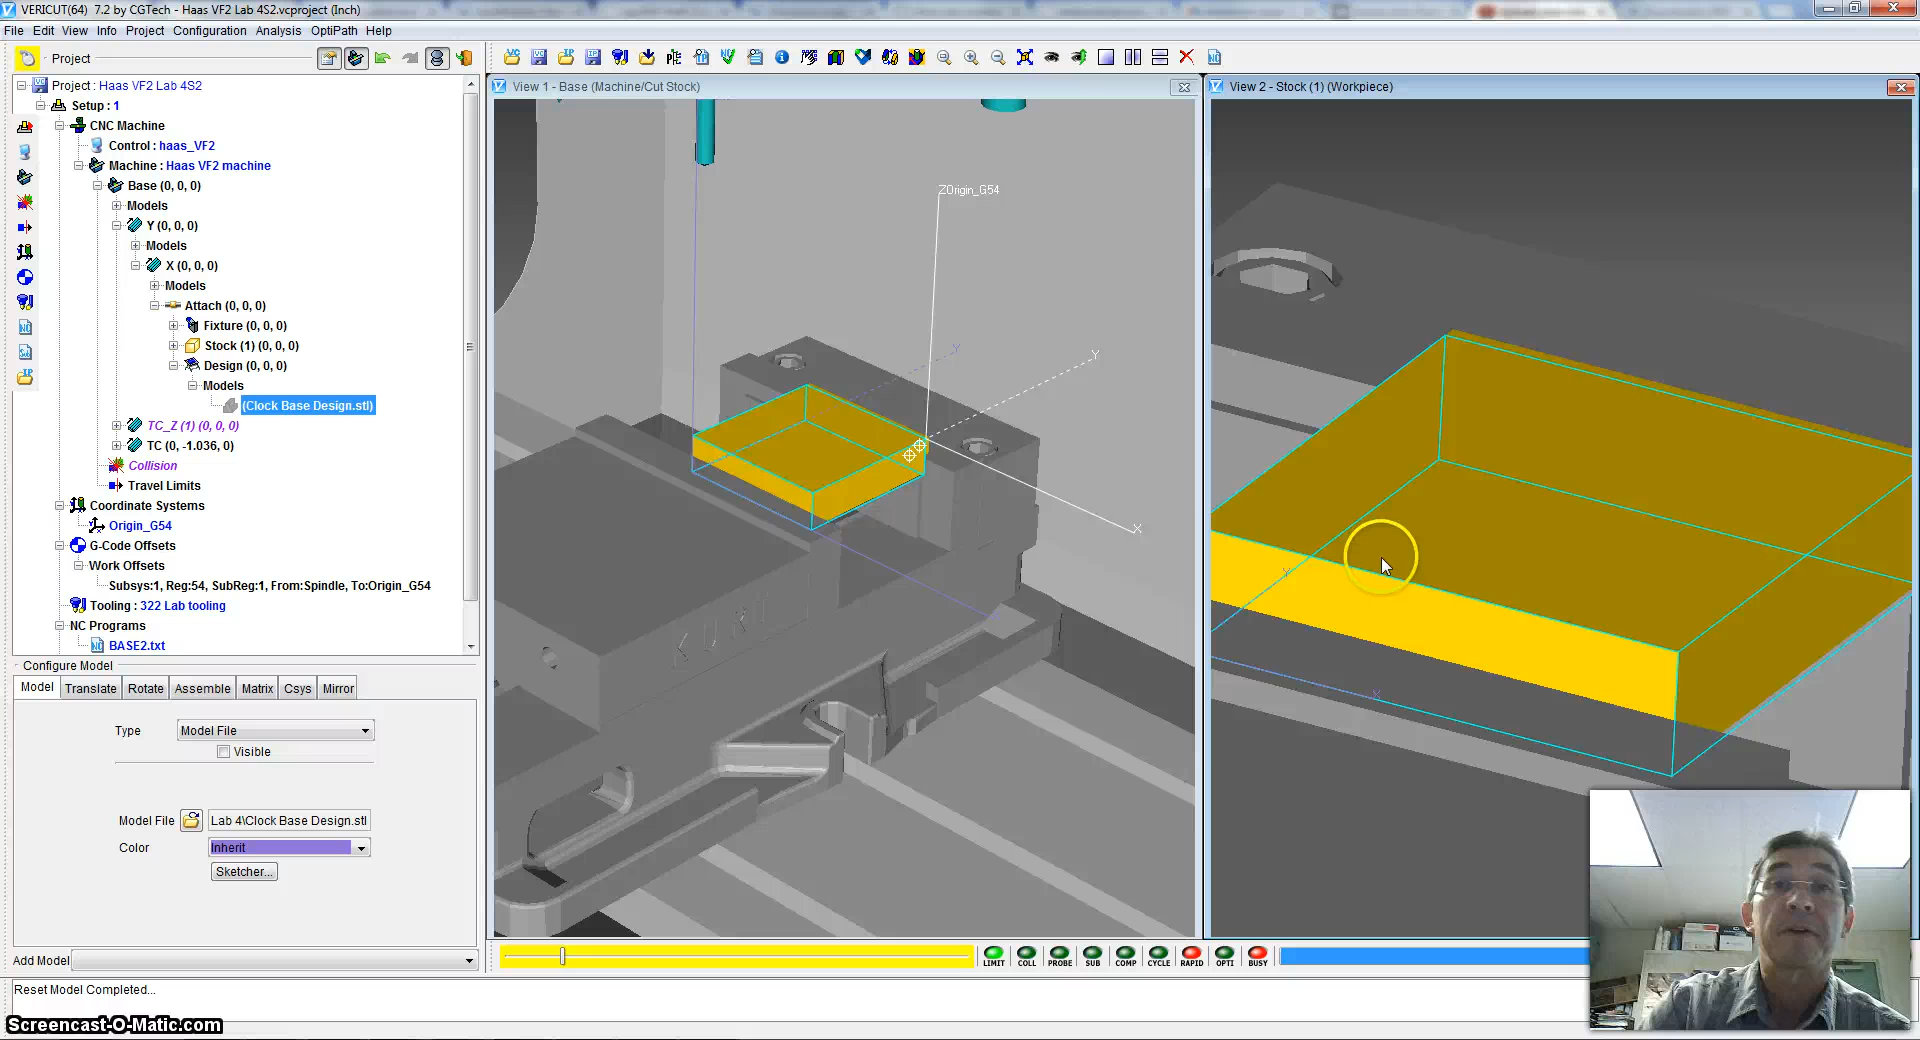 VERICUT(64) 7.2 by CGTech - Haas VF2 Lab 4S2.vcproject (Inch)
File Edit View Info Project Configuration Analysis OptiPath Help
Project
Project : Haas VF2 Lab 4S2
Setup : 1
CNC Machine
Control : haas_VF2
Machine : Haas VF2 machine
Base (0, 0, 0)
Models
Y (0, 0, 0)
Models
X (0, 0, 0)
Models
Attach (0, 0, 0)
Fixture (0, 0, 0)
Stock (1) (0, 0, 0)
Design (0, 0, 0)
Models
(Clock Base Design.stl)
TC_Z (1) (0, 0, 0)
TC (0, -1.036, 0)
Collision
Travel Limits
Coordinate Systems
Origin_G54
G-Code Offsets
Work Offsets
Subsys:1, Reg:54, SubReg:1, From:Spindle, To:Origin_G54
Tooling : 322 Lab tooling
NC Programs
BASE2.txt
Configure Model
Model Translate Rotate Assemble Matrix Csys Mirror
Type Model File
Visible
Model File Lab 4\Clock Base Design.stl
Color Inherit
Sketcher...
Add Model
Reset Model Completed...
Screencast-O-Matic.com
View 1 - Base (Machine/Cut Stock)
ZOrigin_G54
Y
Y
X
KURT
LIMIT COLL PROBE SUB COMP CYCLE RAPID OPTI BUSY
View 2 - Stock (1) (Workpiece)
Y
X